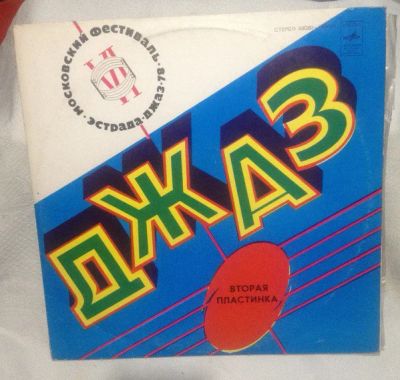 МОСКОВСКИЙ ФЕСТИВАЛЬ·
ЭСТРАДА·ДЖАЗ·78·
СТЕРЕО
ДЖАЗ
ВТОРАЯ
ПЛАСТИНКА